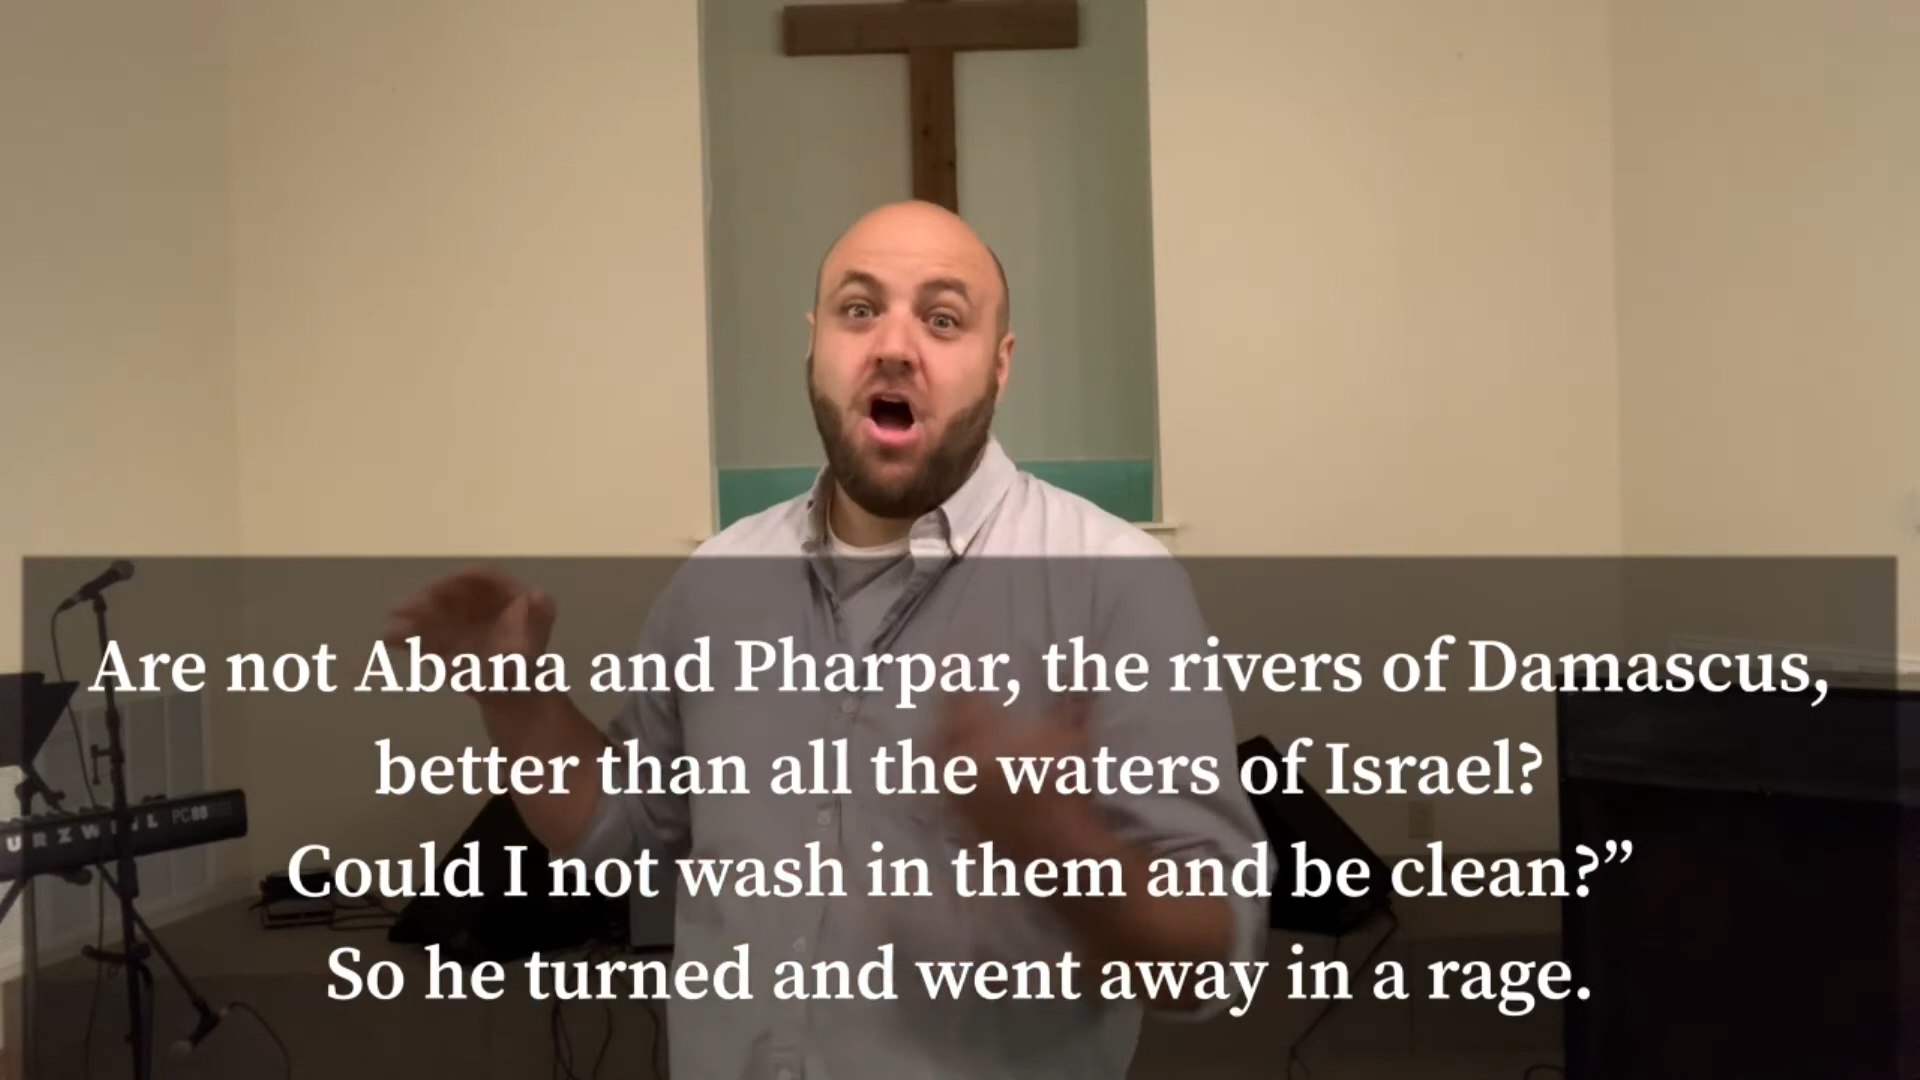 Are not Abana and Pharpar, the rivers of Damascus,
better than all the waters of Israel?
Could I not wash in them and be clean?”
So he turned and went away in a rage.
PC88